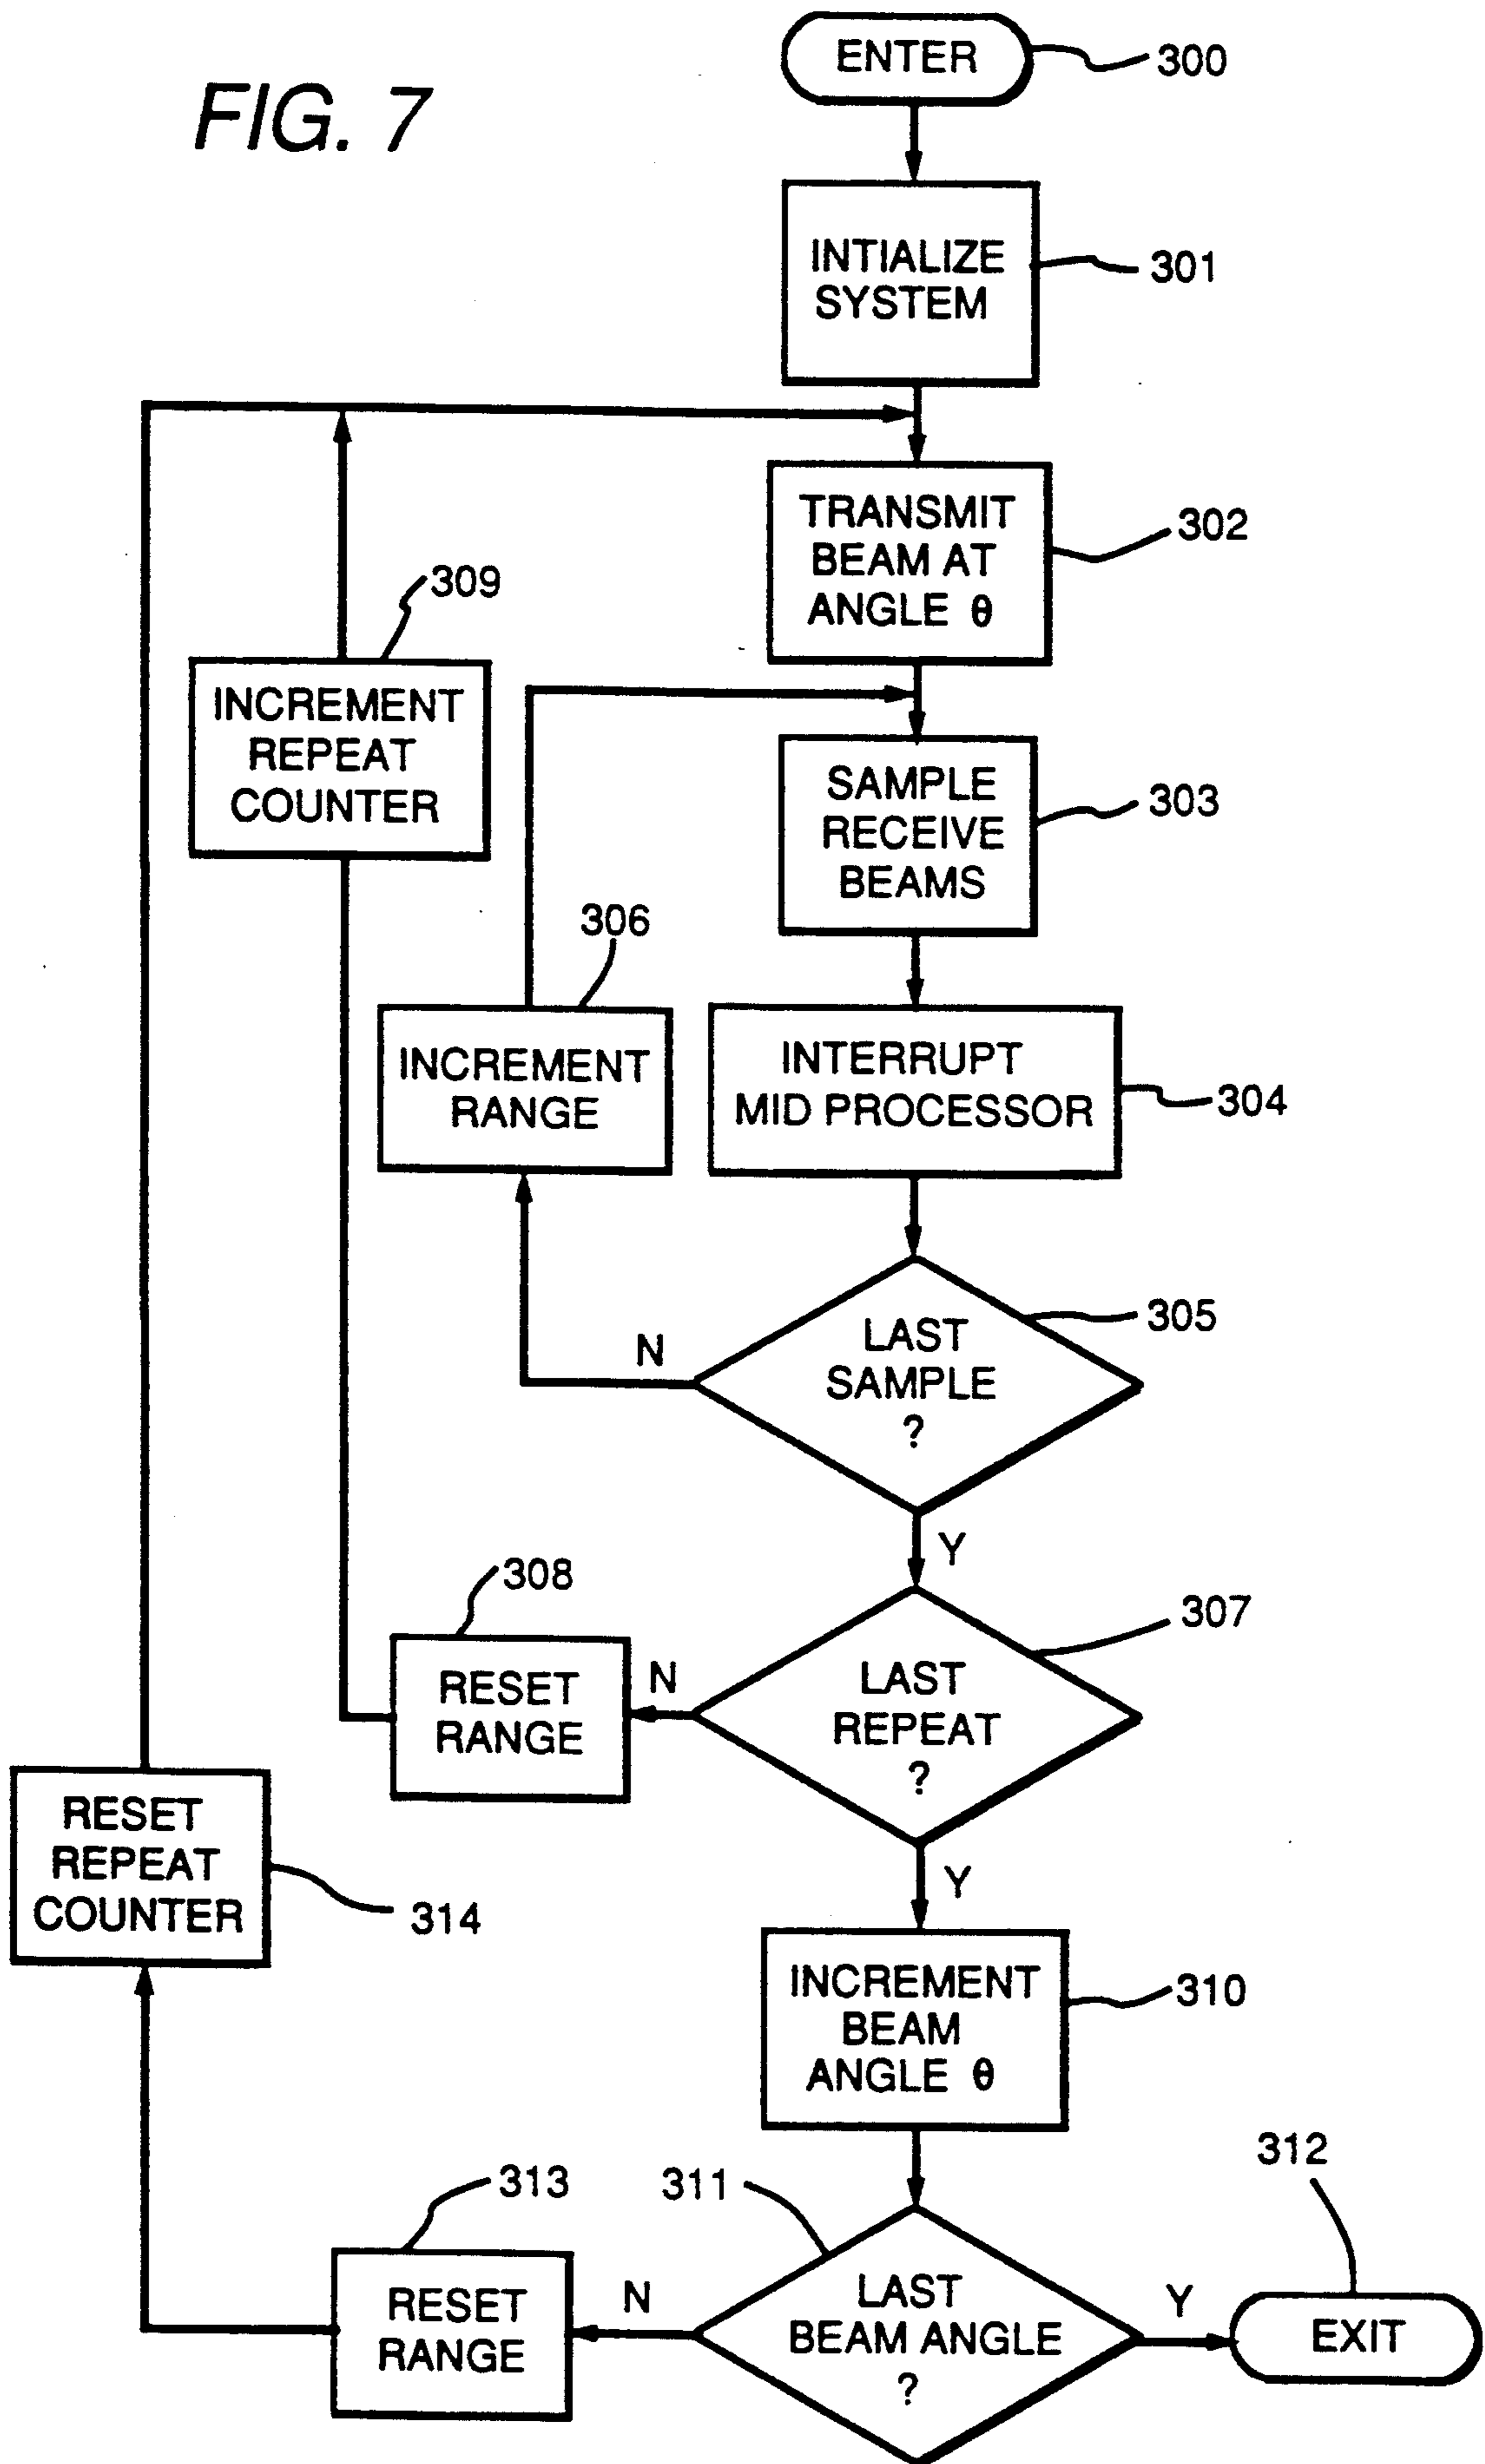 FIG. 7
ENTER
300
INTIALIZE
SYSTEM
301
TRANSMIT
BEAM AT
ANGLE θ
302
309
INCREMENT
REPEAT
COUNTER
SAMPLE
RECEIVE
BEAMS
303
306
INCREMENT
RANGE
INTERRUPT
MID PROCESSOR
304
LAST
SAMPLE
?
305
N
Y
308
RESET
RANGE
N
LAST
REPEAT
?
307
Y
RESET
REPEAT
COUNTER
314
INCREMENT
BEAM
ANGLE θ
310
313
RESET
RANGE
N
311
LAST
BEAM ANGLE
?
Y
312
EXIT